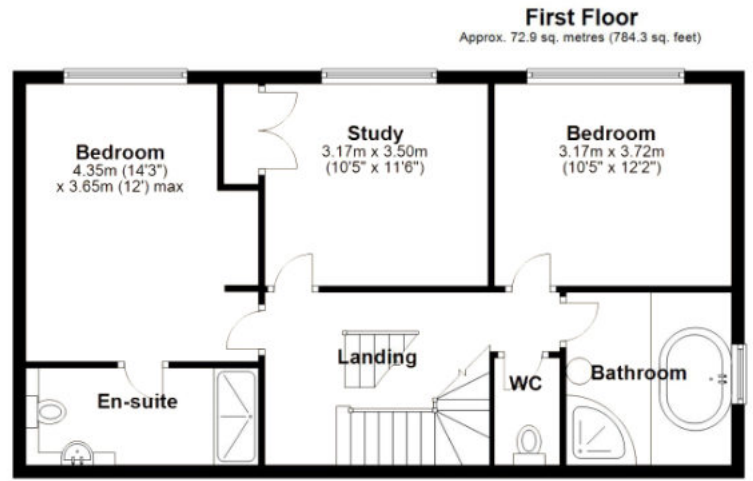 First Floor
Approx. 72.9 sq. metres (784.3 sq. feet)
Bedroom
4.35m (14'3")
x 3.65m (12') max
Study
3.17m x 3.50m
(10'5" x 11'6")
Bedroom
3.17m x 3.72m
(10'5" x 12'2")
Landing
En-suite
WC
Bathroom